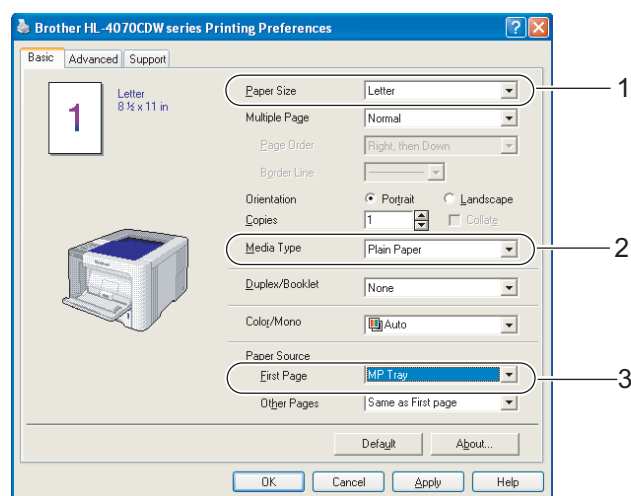 Brother HL-4070CDW series Printing Preferences
Basic Advanced Support
Letter
8 ½ x 11 in
1
Paper Size Letter 1
Multiple Page Normal
Page Order Right, then Down
Border Line
Orientation Portrait Landscape
Copies 1 Collate
Media Type Plain Paper 2
Duplex/Booklet None
Color/Mono Auto
Paper Source
First Page MP Tray 3
Other Pages Same as First page
Default About...
OK Cancel Apply Help